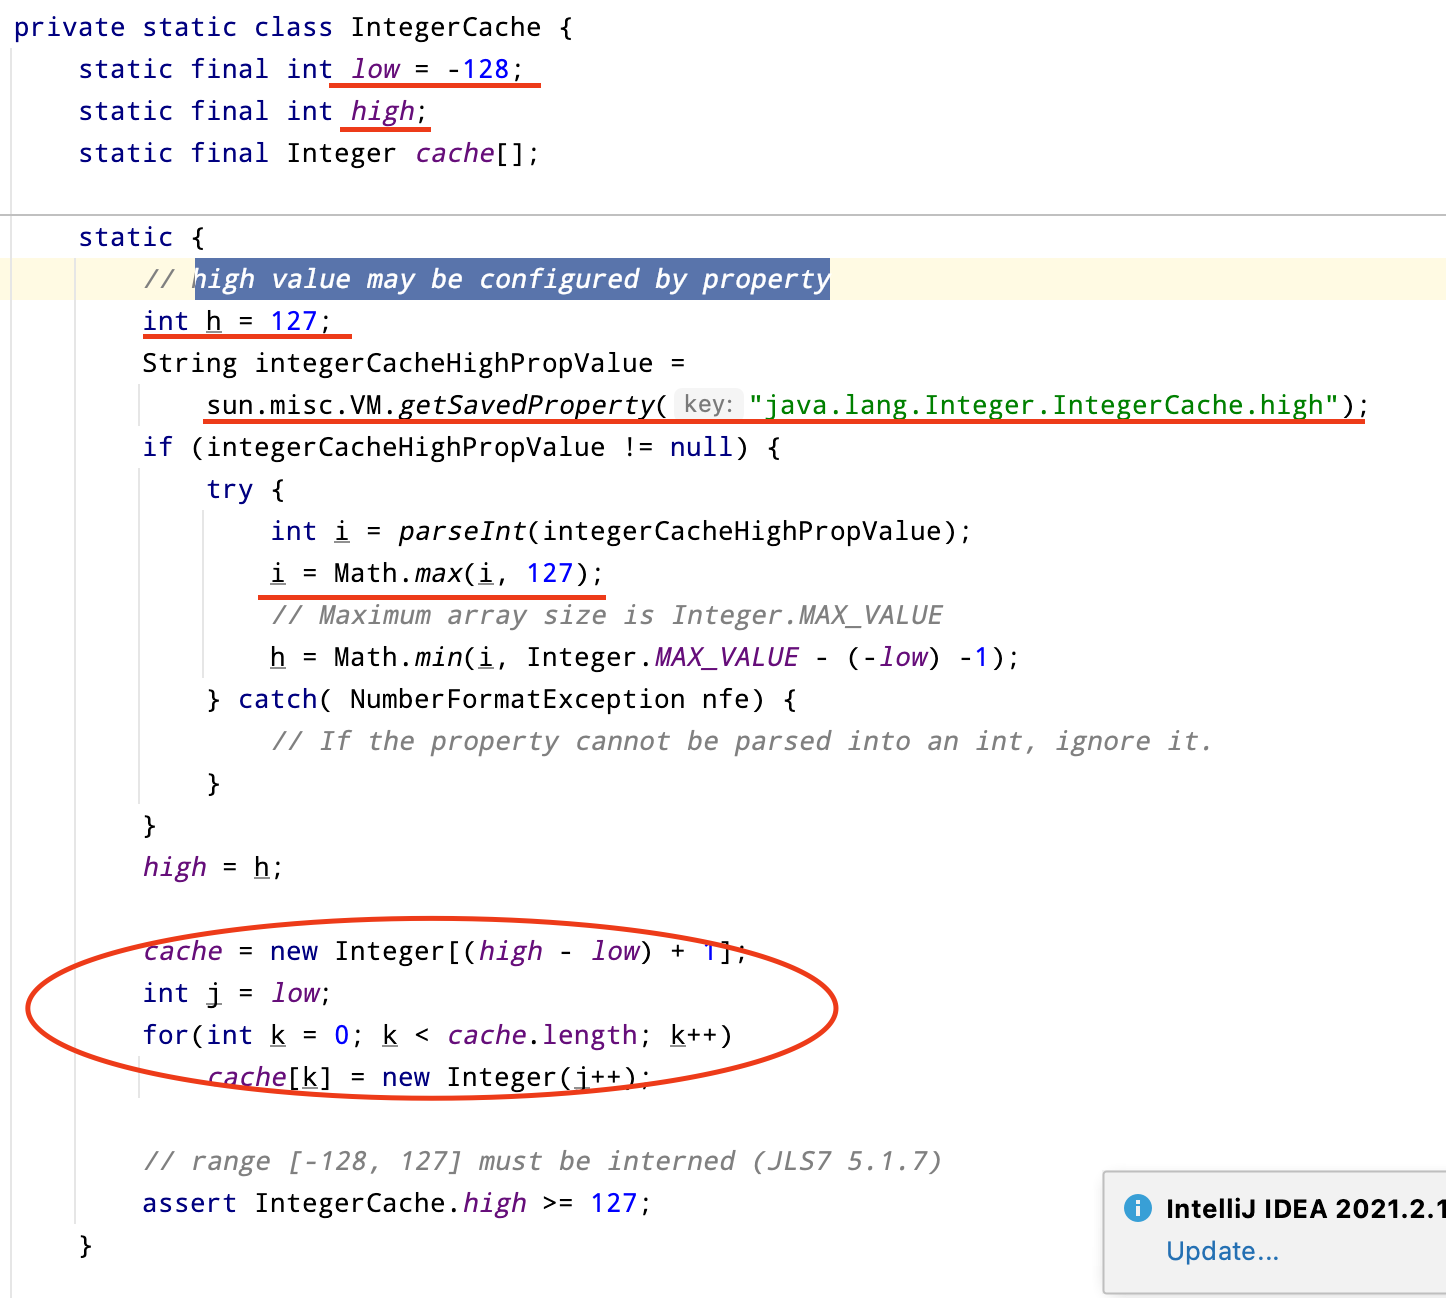 private static class IntegerCache {
static final int low = -128;
static final int high;
static final Integer cache[];
static {
// high value may be configured by property
int h = 127;
String integerCacheHighPropValue =
sun.misc.VM.getSavedProperty( key: "java.lang.Integer.IntegerCache.high");
if (integerCacheHighPropValue != null) {
try {
int i = parseInt(integerCacheHighPropValue);
i = Math.max(i, 127);
// Maximum array size is Integer.MAX_VALUE
h = Math.min(i, Integer.MAX_VALUE - (-low) -1);
} catch( NumberFormatException nfe) {
// If the property cannot be parsed into an int, ignore it.
}
}
high = h;
cache = new Integer[(high - low) + 1];
int j = low;
for(int k = 0; k < cache.length; k++)
cache[k] = new Integer(j++);
// range [-128, 127] must be interned (JLS7 5.1.7)
assert IntegerCache.high >= 127;
}
IntelliJ IDEA 2021.2.1
Update...